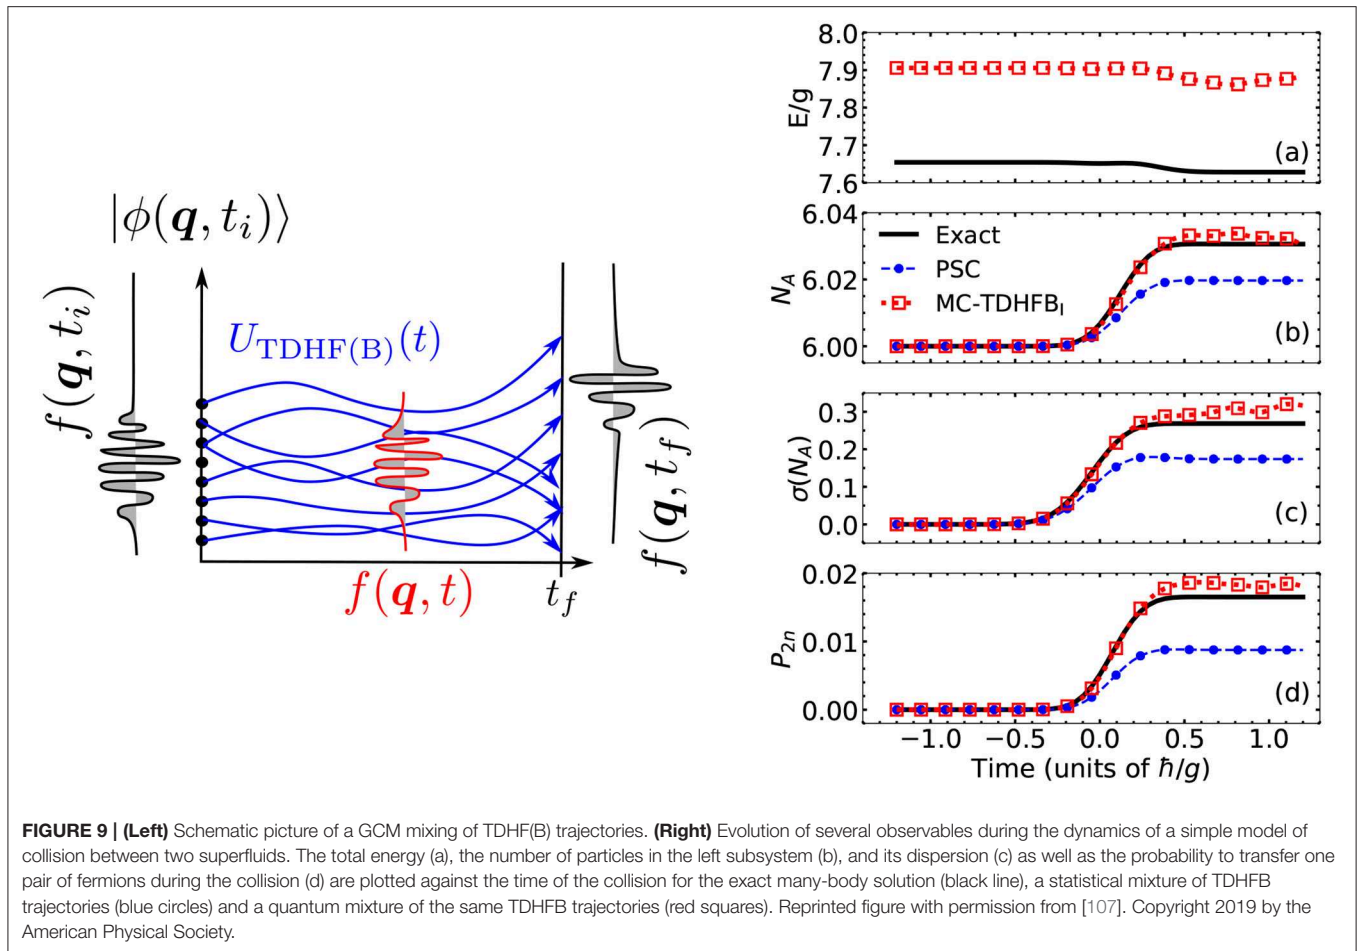 |ϕ(q, t_i)⟩
f(q, t_i)
U_TDHF(B)(t)
f(q, t)
t_f
f(q, t_f)
8.0
7.9
7.8
7.7
7.6
E/g
(a)
6.04
6.02
6.00
N_A
Exact
PSC
MC-TDHFB_I
(b)
0.3
0.2
0.1
0.0
σ(N_A)
(c)
0.02
0.01
0.00
P_2n
(d)
−1.0 −0.5 0.0 0.5 1.0
Time (units of ħ/g)
FIGURE 9 | (Left) Schematic picture of a GCM mixing of TDHF(B) trajectories. (Right) Evolution of several observables during the dynamics of a simple model of
collision between two superfluids. The total energy (a), the number of particles in the left subsystem (b), and its dispersion (c) as well as the probability to transfer one
pair of fermions during the collision (d) are plotted against the time of the collision for the exact many-body solution (black line), a statistical mixture of TDHFB
trajectories (blue circles) and a quantum mixture of the same TDHFB trajectories (red squares). Reprinted figure with permission from [107]. Copyright 2019 by the
American Physical Society.